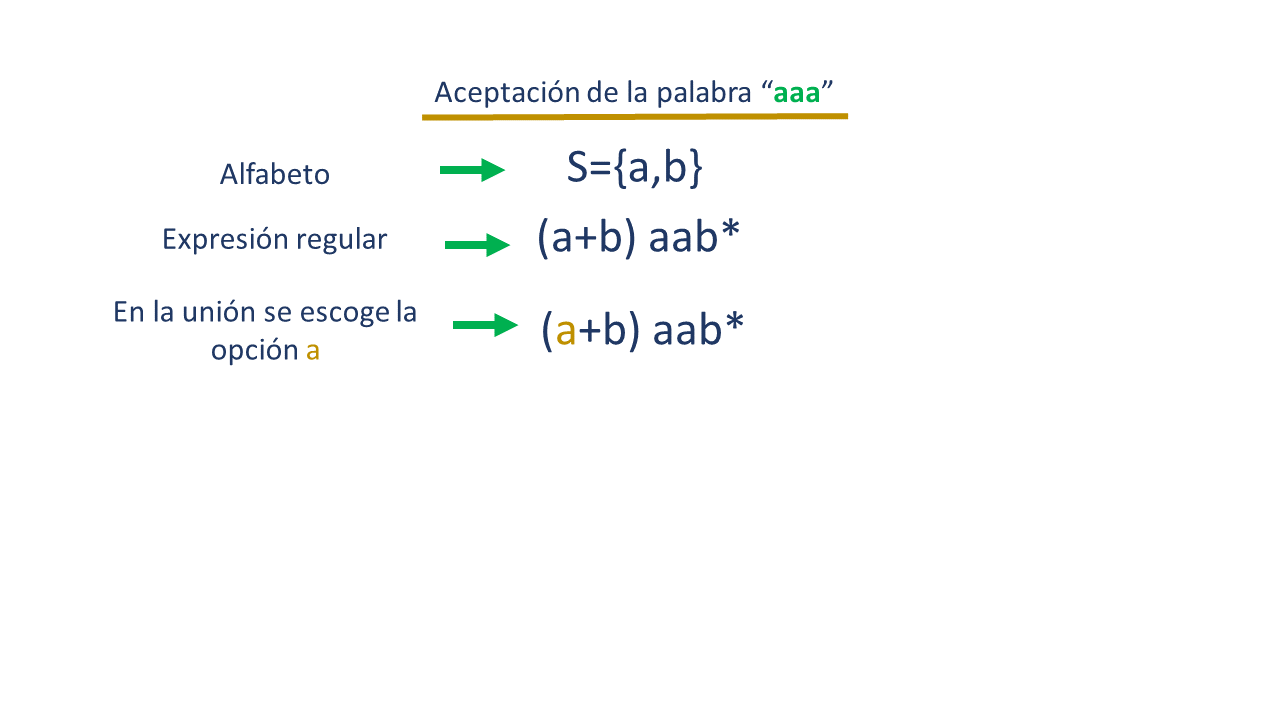 Aceptación de la palabra “aaa”
Alfabeto
S={a,b}
Expresión regular
(a+b) aab*
En la unión se escoge la
opción a
(a+b) aab*